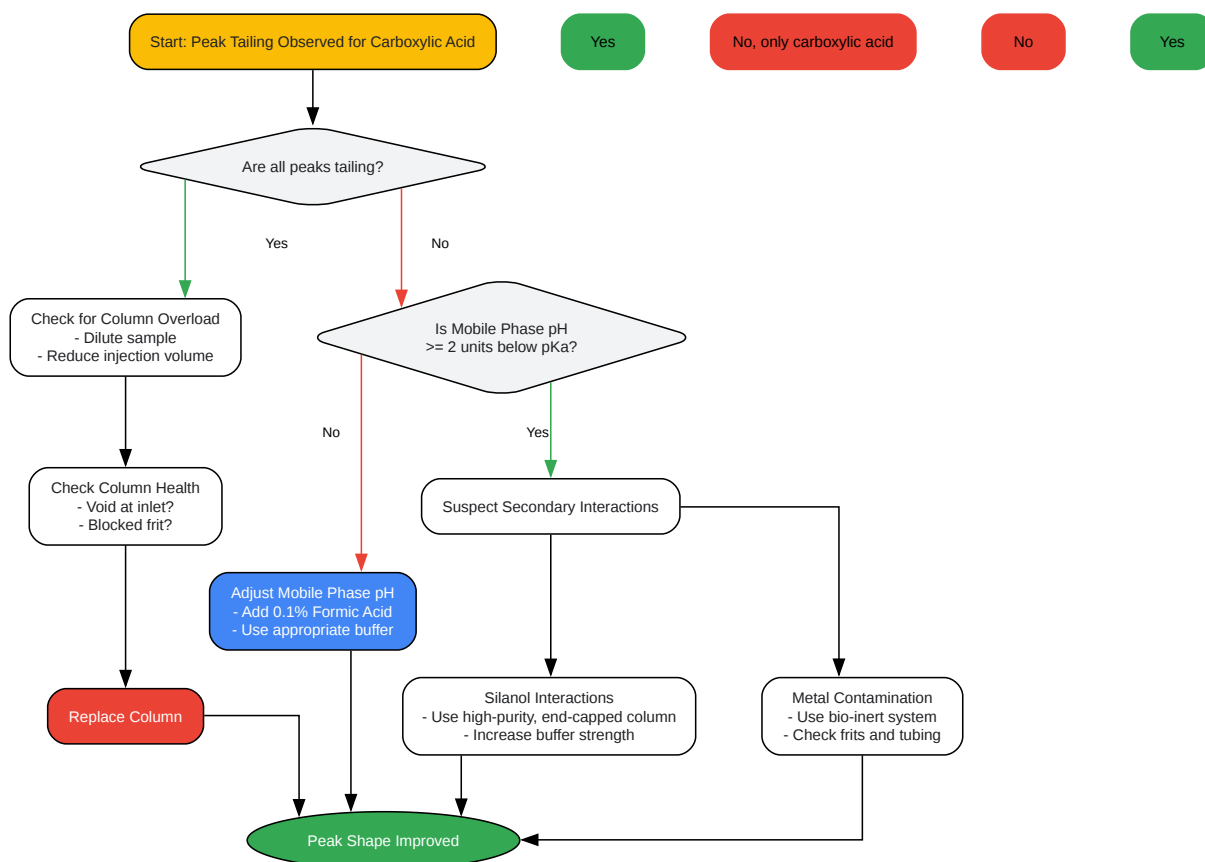 Start: Peak Tailing Observed for Carboxylic Acid
Yes
No, only carboxylic acid
No
Yes
Are all peaks tailing?
Yes
No
Check for Column Overload
- Dilute sample
- Reduce injection volume
Is Mobile Phase pH
>= 2 units below pKa?
No
Yes
Check Column Health
- Void at inlet?
- Blocked frit?
Suspect Secondary Interactions
Adjust Mobile Phase pH
- Add 0.1% Formic Acid
- Use appropriate buffer
Replace Column
Silanol Interactions
- Use high-purity, end-capped column
- Increase buffer strength
Metal Contamination
- Use bio-inert system
- Check frits and tubing
Peak Shape Improved